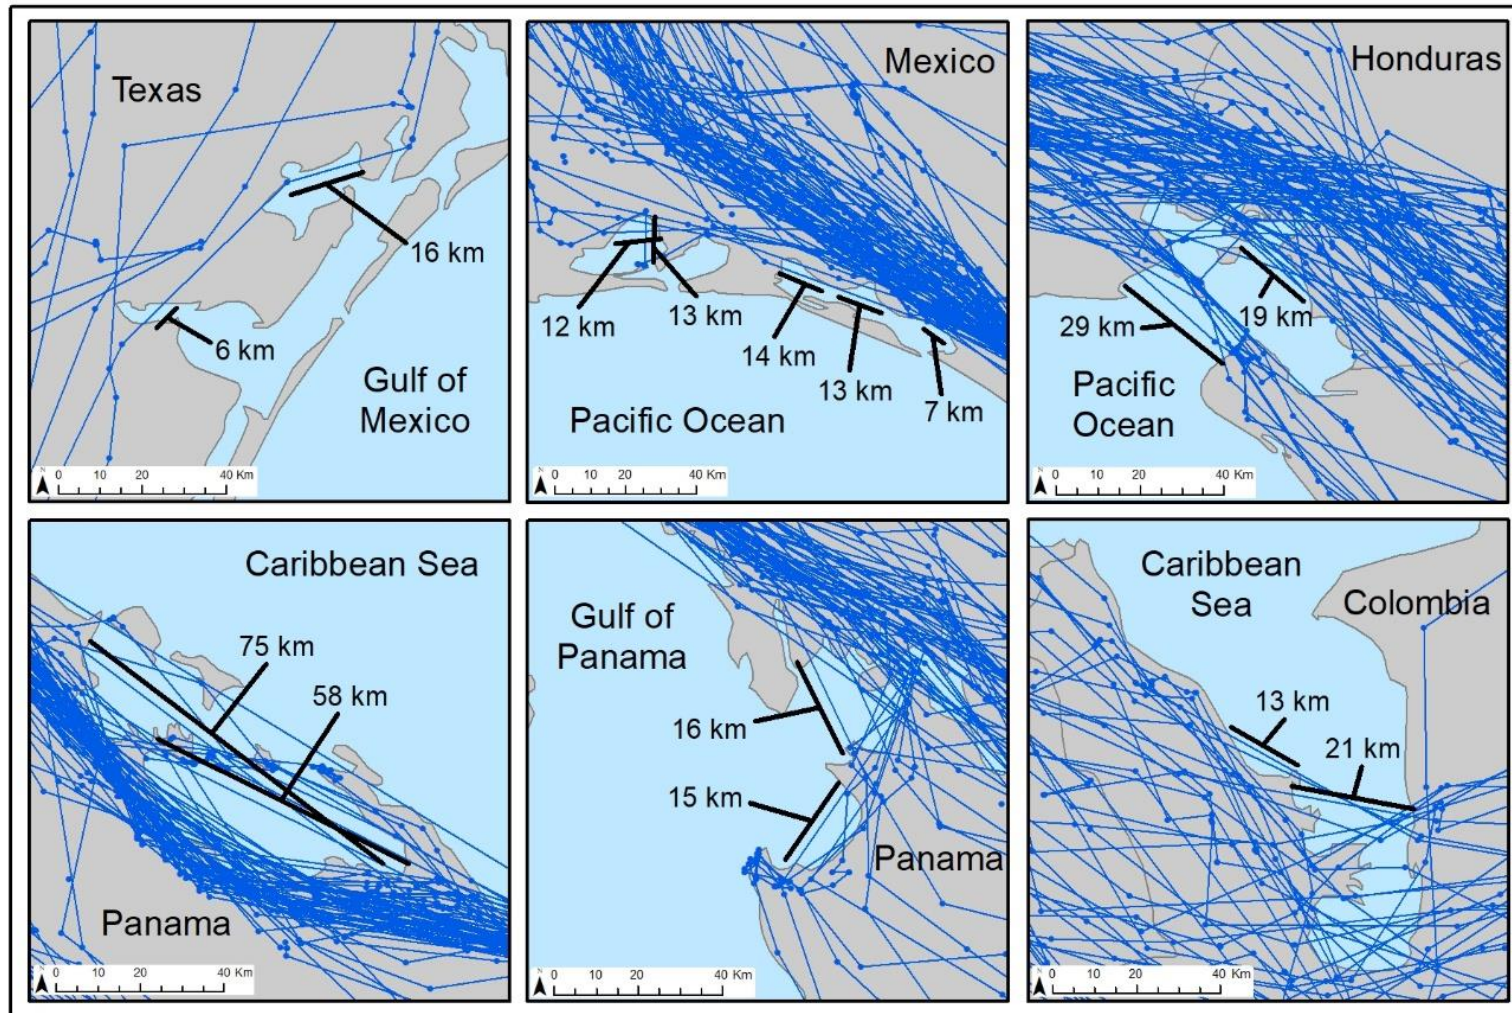 Texas
16 km
6 km
Gulf of
Mexico
N 0 10 20 40 Km
Mexico
12 km
13 km
14 km
13 km
7 km
Pacific Ocean
N 0 10 20 40 Km
Honduras
19 km
29 km
Pacific
Ocean
N 0 10 20 40 Km
Caribbean Sea
75 km
58 km
Panama
N 0 10 20 40 Km
Gulf of
Panama
16 km
15 km
Panama
N 0 10 20 40 Km
Caribbean
Sea
Colombia
13 km
21 km
N 0 10 20 40 Km